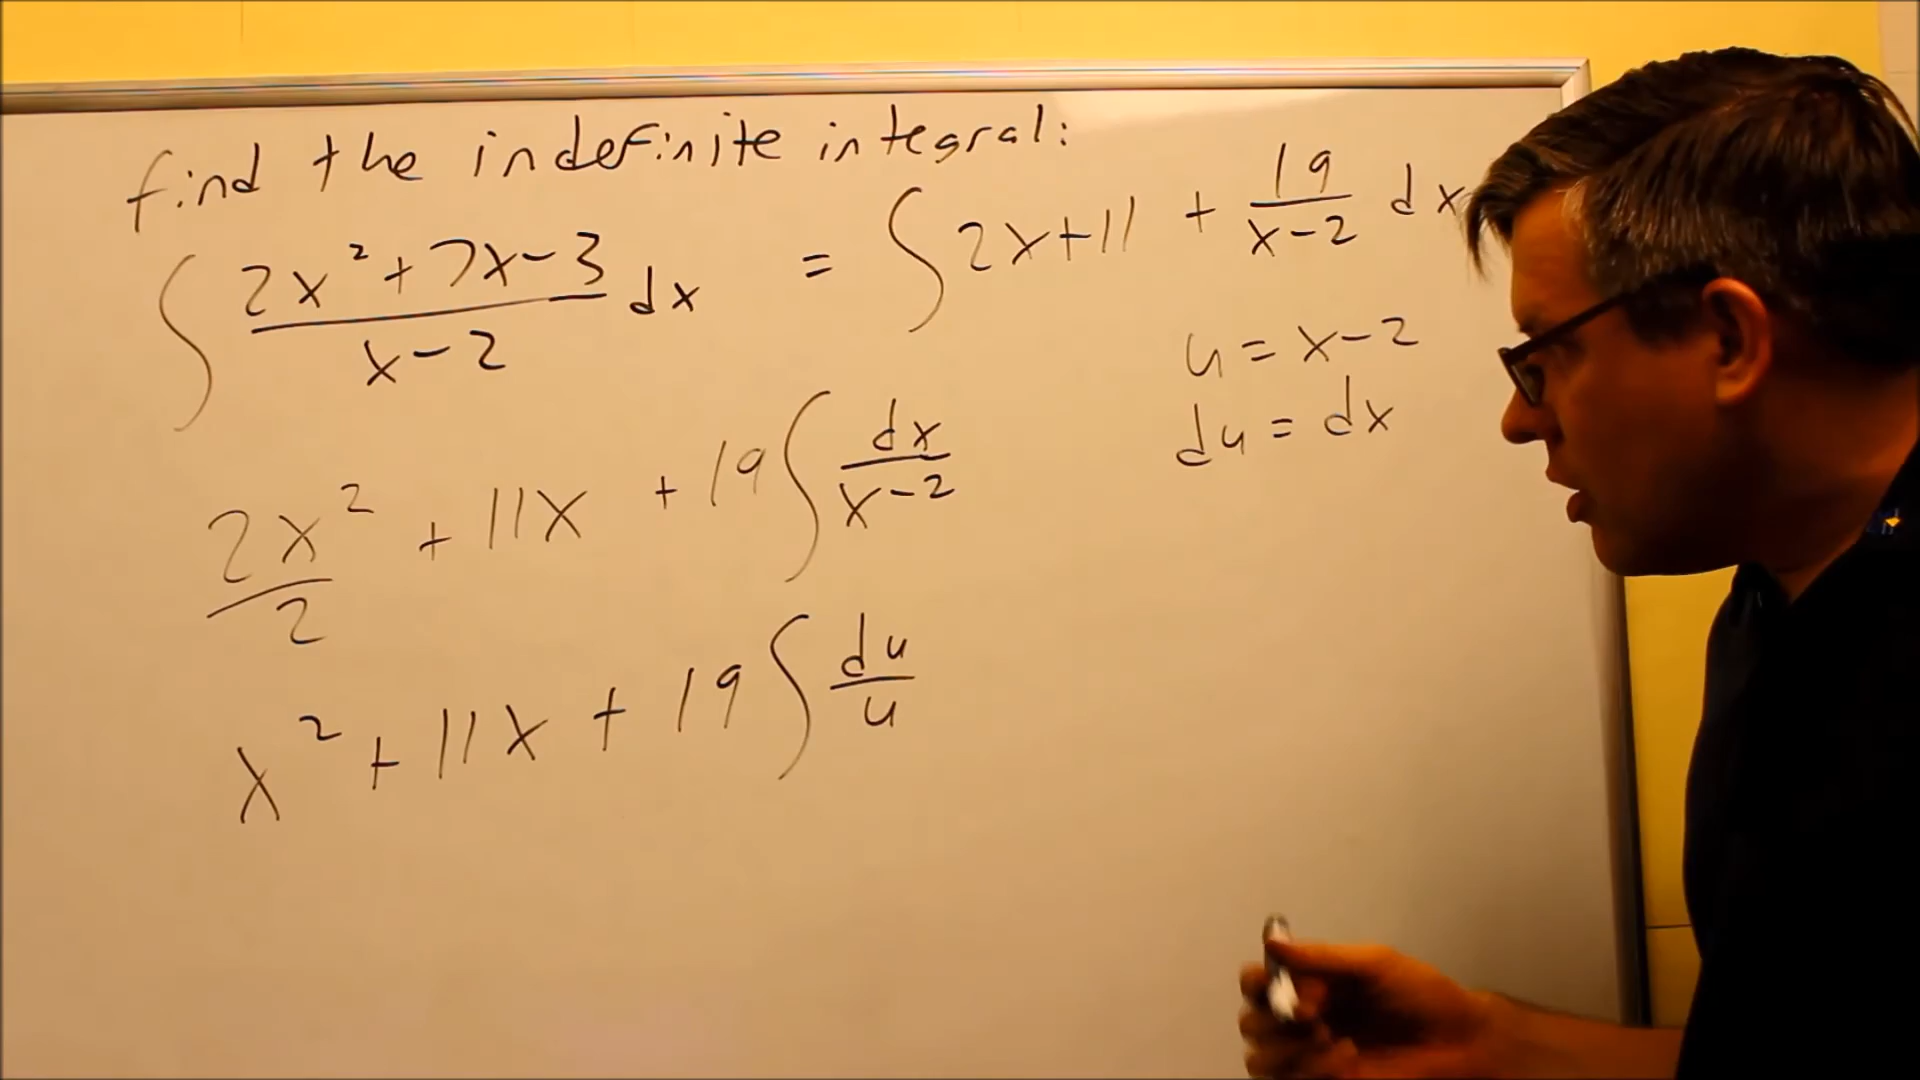 find the indefinite integral:
∫ (2x² + 7x - 3)/(x - 2) dx = ∫ 2x + 11 + 19/(x - 2) dx
u = x - 2
du = dx
2x²/2 + 11x + 19 ∫ dx/(x - 2)
x² + 11x + 19 ∫ du/u